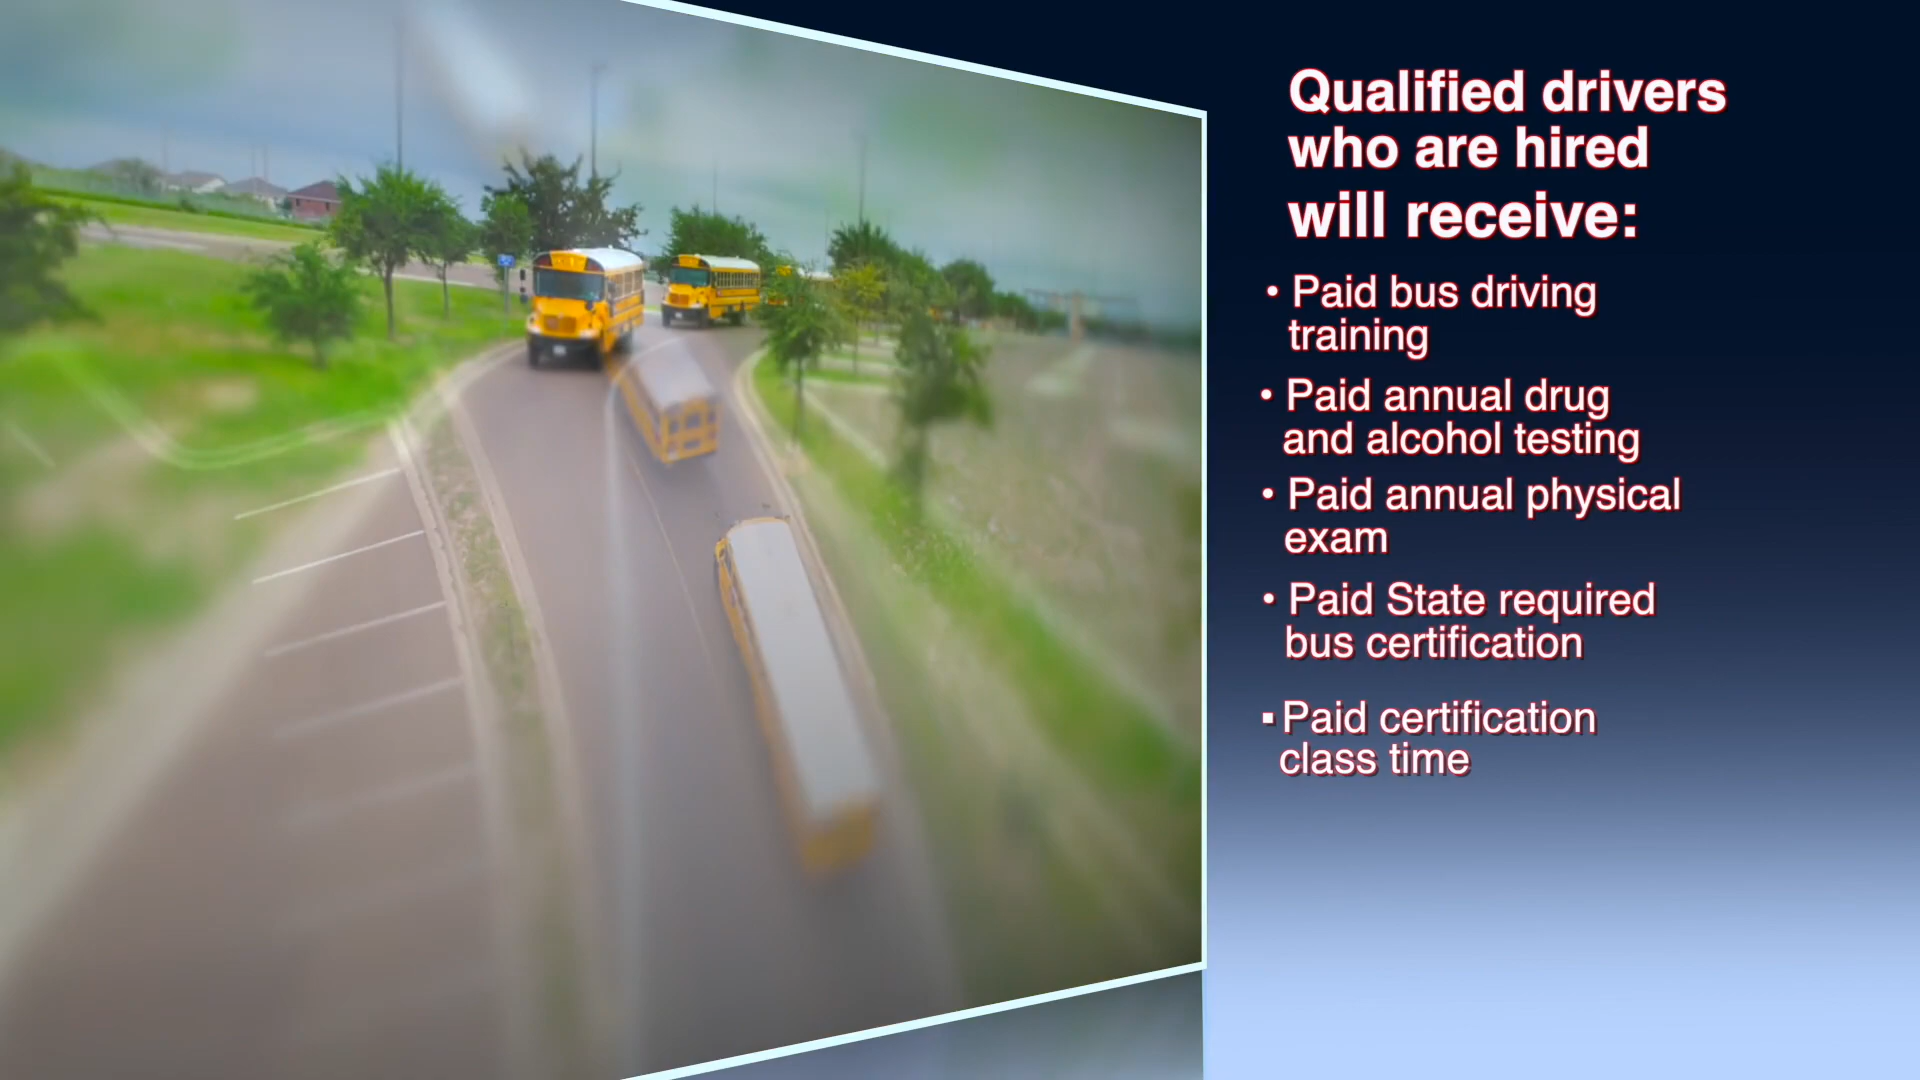 Qualified drivers
who are hired
will receive:
• Paid bus driving
training
• Paid annual drug
and alcohol testing
• Paid annual physical
exam
• Paid State required
bus certification
▪ Paid certification
class time